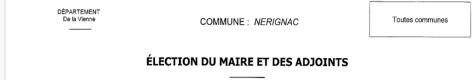 DÉPARTEMENT
De la Vienne
COMMUNE : NERIGNAC
Toutes communes
ÉLECTION DU MAIRE ET DES ADJOINTS